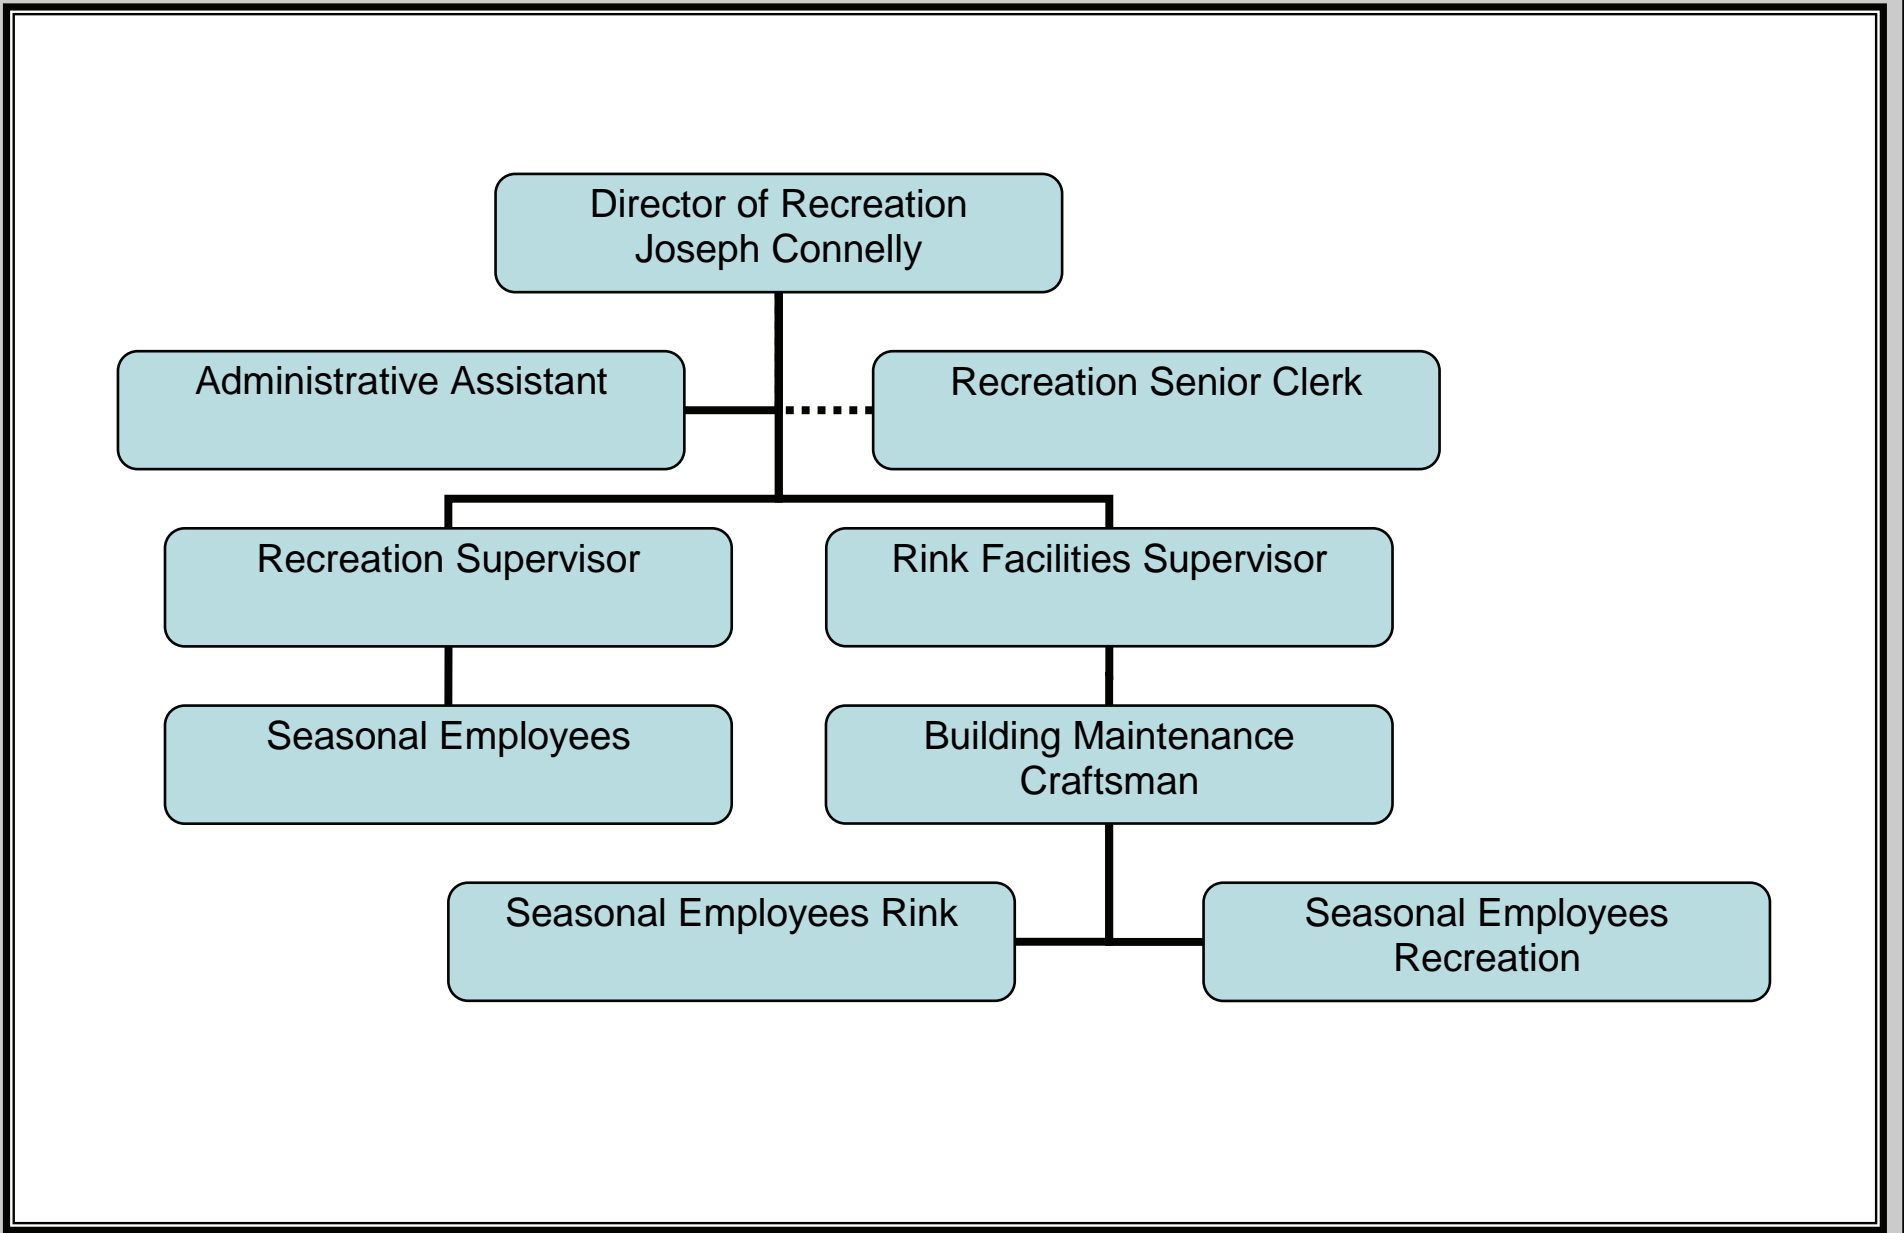 Director of Recreation
Joseph Connelly
Administrative Assistant
Recreation Senior Clerk
Recreation Supervisor
Rink Facilities Supervisor
Seasonal Employees
Building Maintenance
Craftsman
Seasonal Employees Rink
Seasonal Employees
Recreation